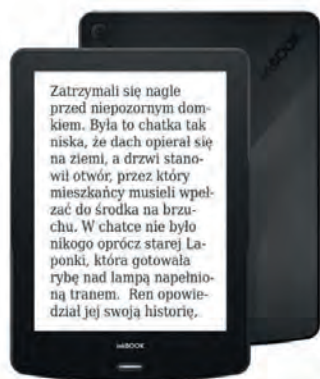 Zatrzymali się nagle
przed niepozornym dom-
kiem. Była to chatka tak
niska, że dach opierał się
na ziemi, a drzwi stano-
wił otwór, przez który
mieszkańcy musieli wpeł-
zać do środka na brzu-
chu. W chatce nie było
nikogo oprócz starej La-
ponki, która gotowała
rybę nad lampą napełnio-
ną tranem. Ren opowie-
dział jej swoją historię,
inkBOOK
inkBOOK